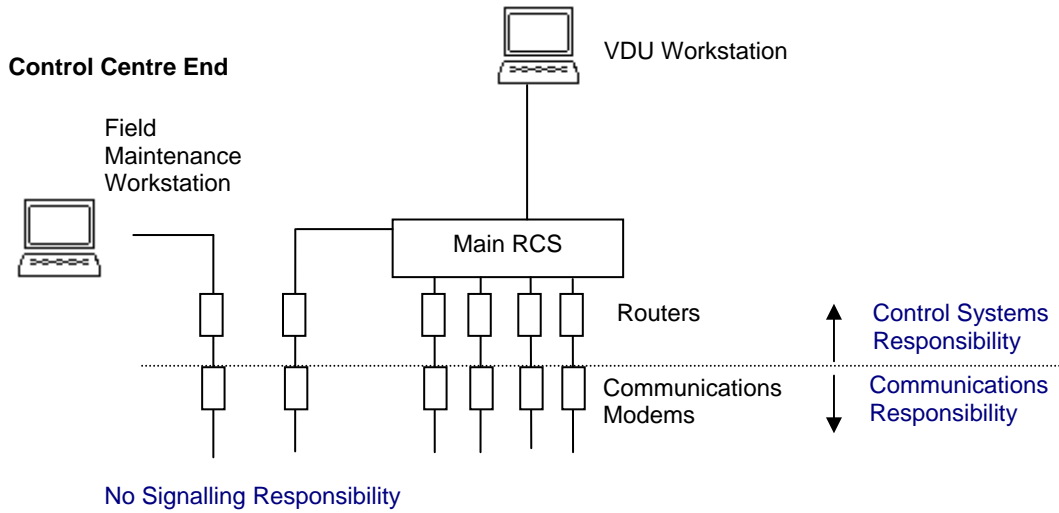 VDU Workstation
Control Centre End
Field
Maintenance
Workstation
Main RCS
Routers
Control Systems
Responsibility
Communications
Modems
Communications
Responsibility
No Signalling Responsibility